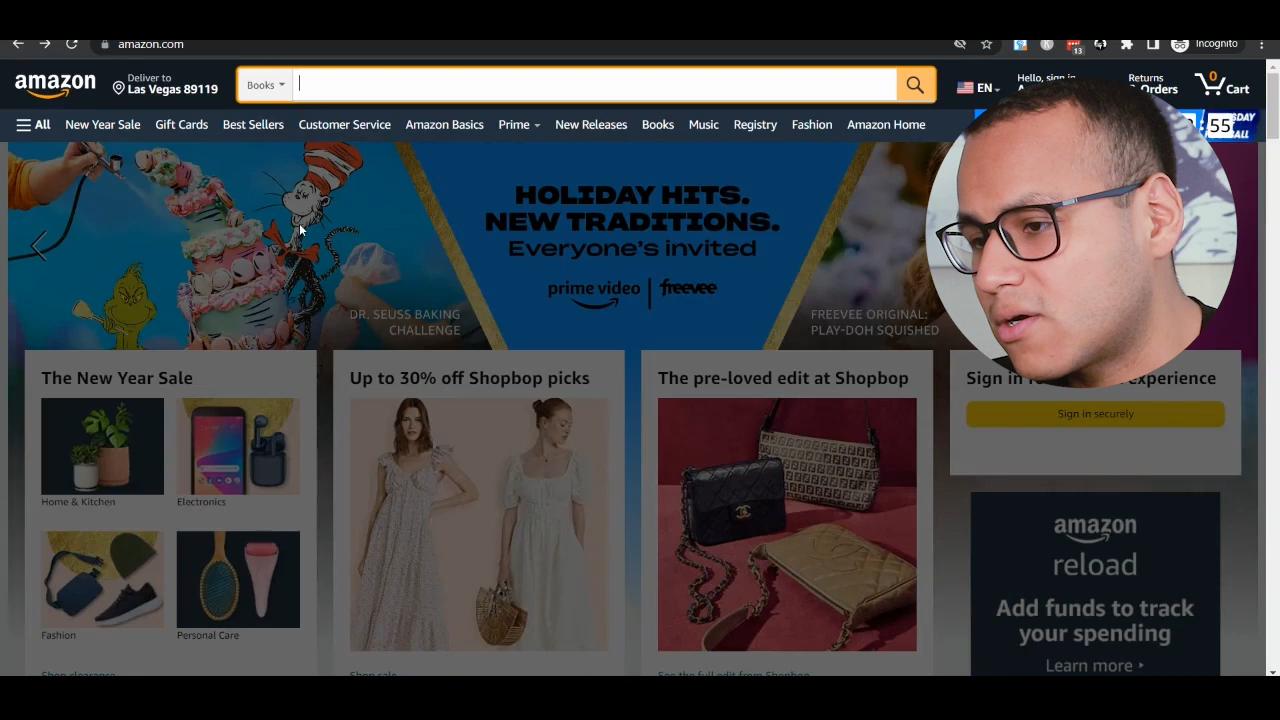 amazon.com
13
Incognito
amazon
Deliver to
Las Vegas 89119
Books
EN
Hello, sign in
Returns
& Orders
0
Cart
All
New Year Sale
Gift Cards
Best Sellers
Customer Service
Amazon Basics
Prime
New Releases
Books
Music
Registry
Fashion
Amazon Home
55
HOLIDAY HITS.
NEW TRADITIONS.
Everyone's invited
prime video | freevee
DR. SEUSS BAKING
CHALLENGE
FREEVEE ORIGINAL:
PLAY-DOH SQUISHED
The New Year Sale
Home & Kitchen
Electronics
Fashion
Personal Care
Shop clearance
Up to 30% off Shopbop picks
Shop sale
The pre-loved edit at Shopbop
See the full edit from Shopbop
Sign in experience
Sign in securely
amazon
reload
Add funds to track
your spending
Learn more